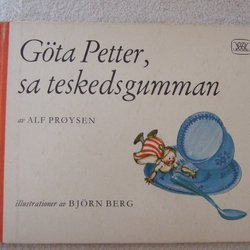 Göta Petter,
sa teskedsgumman
av ALF PRØYSEN
illustrationer av BJÖRN BERG